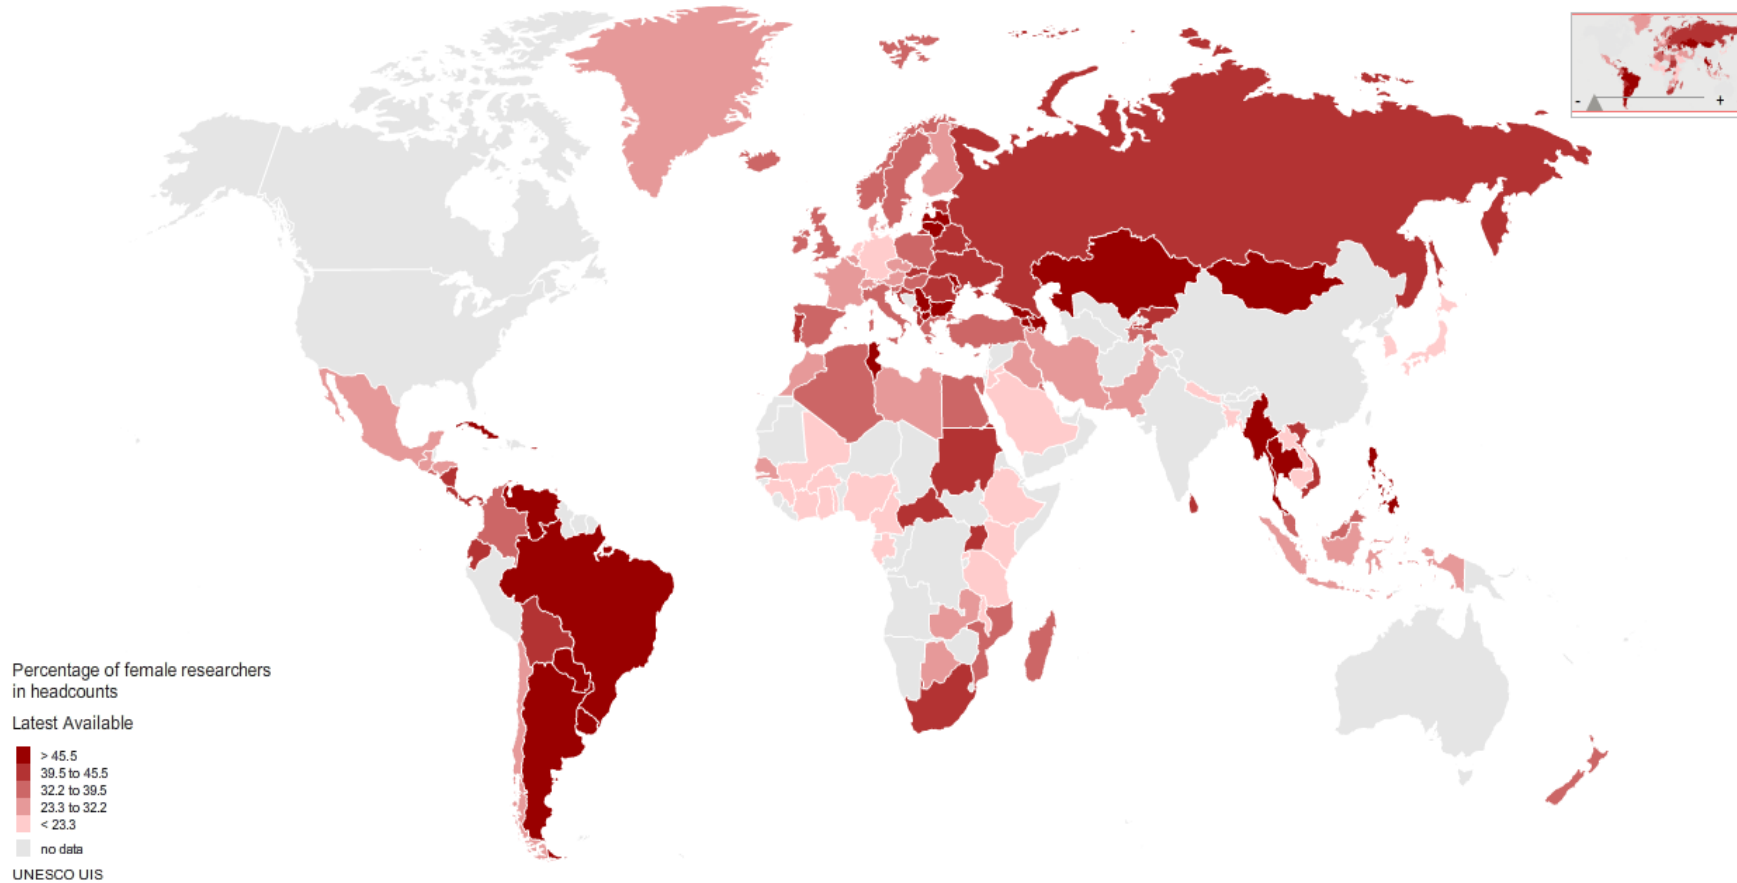 - +
Percentage of female researchers
in headcounts
Latest Available
> 45.5
39.5 to 45.5
32.2 to 39.5
23.3 to 32.2
< 23.3
no data
UNESCO UIS